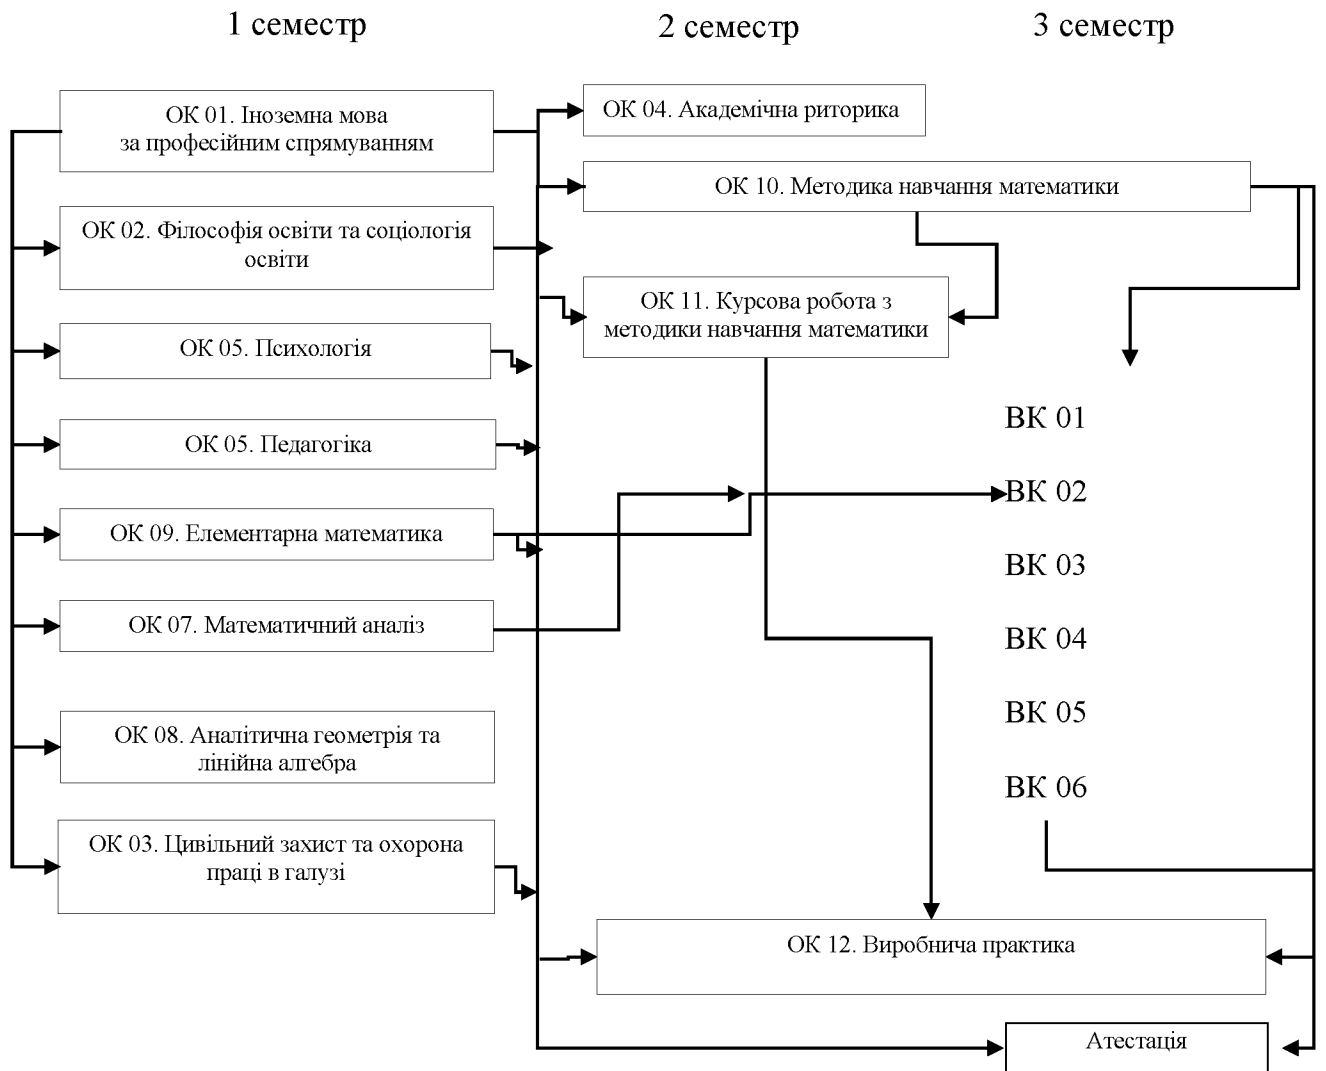 1 семестр
2 семестр
3 семестр
ОК 01. Іноземна мова
за професійним спрямуванням
ОК 02. Філософія освіти та соціологія
освіти
ОК 05. Психологія
ОК 05. Педагогіка
ОК 09. Елементарна математика
ОК 07. Математичний аналіз
ОК 08. Аналітична геометрія та
лінійна алгебра
ОК 03. Цивільний захист та охорона
праці в галузі
ОК 04. Академічна риторика
ОК 10. Методика навчання математики
ОК 11. Курсова робота з
методики навчання математики
ВК 01
ВК 02
ВК 03
ВК 04
ВК 05
ВК 06
ОК 12. Виробнича практика
Атестація